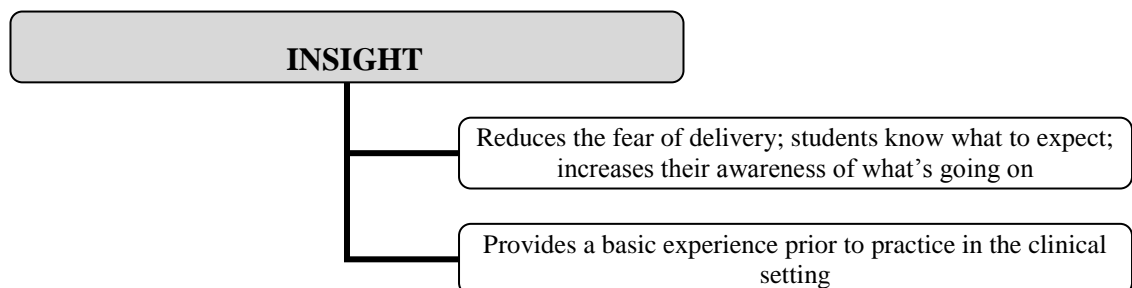 INSIGHT
Reduces the fear of delivery; students know what to expect;
increases their awareness of what’s going on
Provides a basic experience prior to practice in the clinical
setting